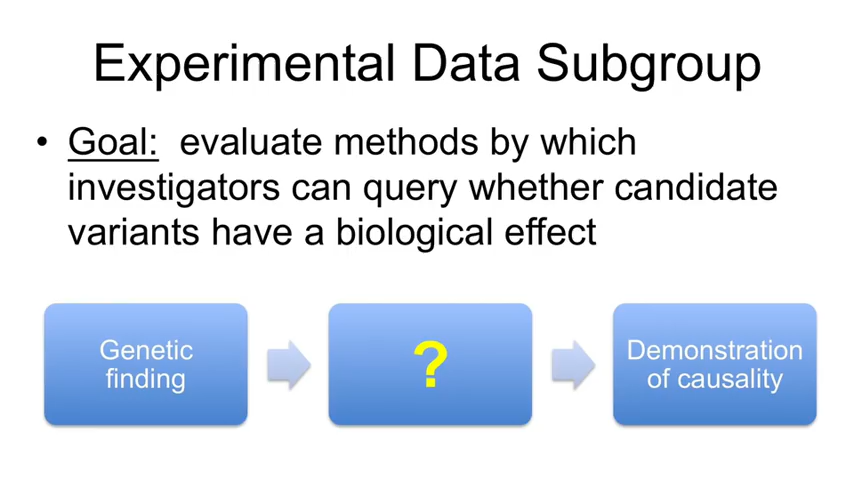 Experimental Data Subgroup
• Goal:  evaluate methods by which
investigators can query whether candidate
variants have a biological effect
Genetic
finding
?
Demonstration
of causality